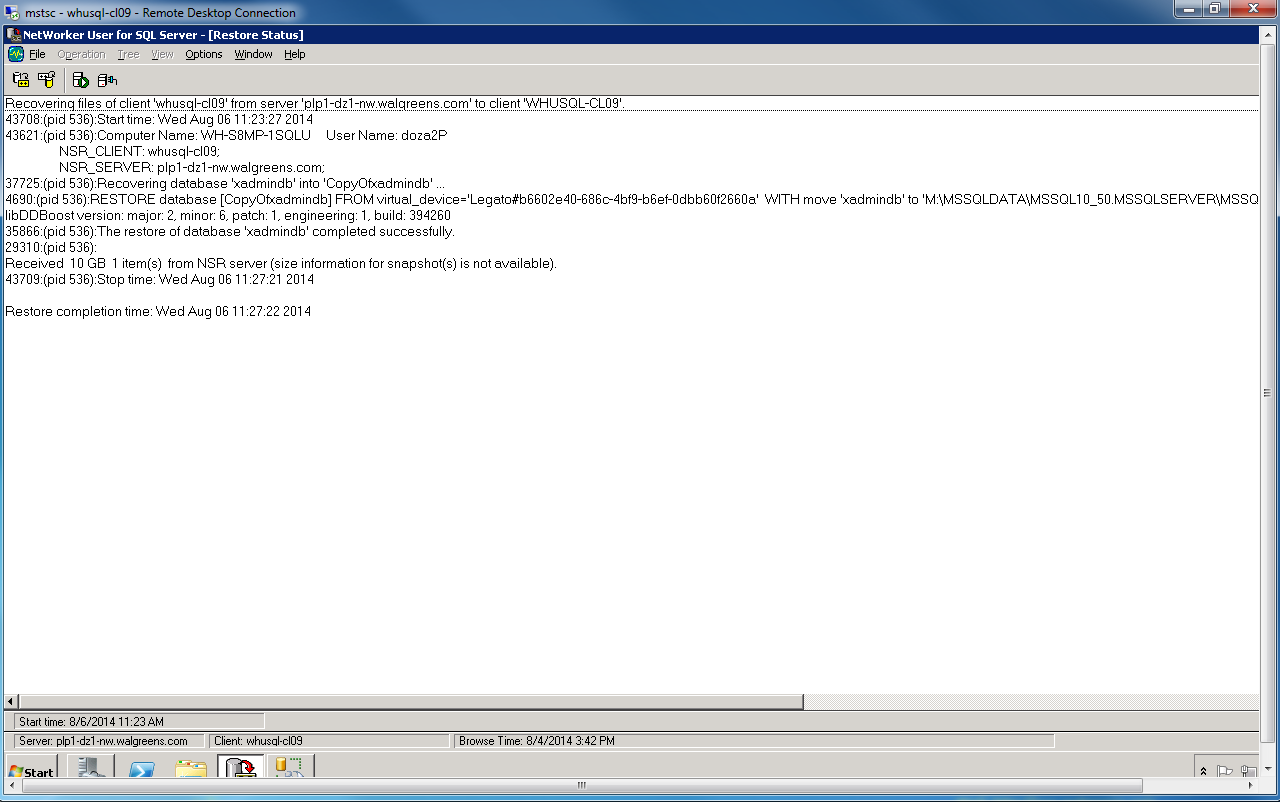 mstsc - whusql-cl09 - Remote Desktop Connection
NetWorker User for SQL Server - [Restore Status]
File Operation Tree View Options Window Help
Recovering files of client 'whusql-cl09' from server 'plp1-dz1-nw.walgreens.com' to client 'WHUSQL-CL09'.
43708:(pid 536):Start time: Wed Aug 06 11:23:27 2014
43621:(pid 536):Computer Name: WH-S8MP-1SQLU User Name: doza2P
NSR_CLIENT: whusql-cl09;
NSR_SERVER: plp1-dz1-nw.walgreens.com;
37725:(pid 536):Recovering database 'xadmindb' into 'CopyOfxadmindb' ...
4690:(pid 536):RESTORE database [CopyOfxadmindb] FROM virtual_device='Legato#b6602e40-686c-4bf9-b6ef-0dbb60f2660a' WITH move 'xadmindb' to 'M:\MSSQLDATA\MSSQL10_50.MSSQLSERVER\MSSQ
libDDBoost version: major: 2, minor: 6, patch: 1, engineering: 1, build: 394260
35866:(pid 536):The restore of database 'xadmindb' completed successfully.
29310:(pid 536):
Received 10 GB 1 item(s) from NSR server (size information for snapshot(s) is not available).
43709:(pid 536):Stop time: Wed Aug 06 11:27:21 2014
Restore completion time: Wed Aug 06 11:27:22 2014
Start time: 8/6/2014 11:23 AM
Server: plp1-dz1-nw.walgreens.com Client: whusql-cl09 Browse Time: 8/4/2014 3:42 PM
Start